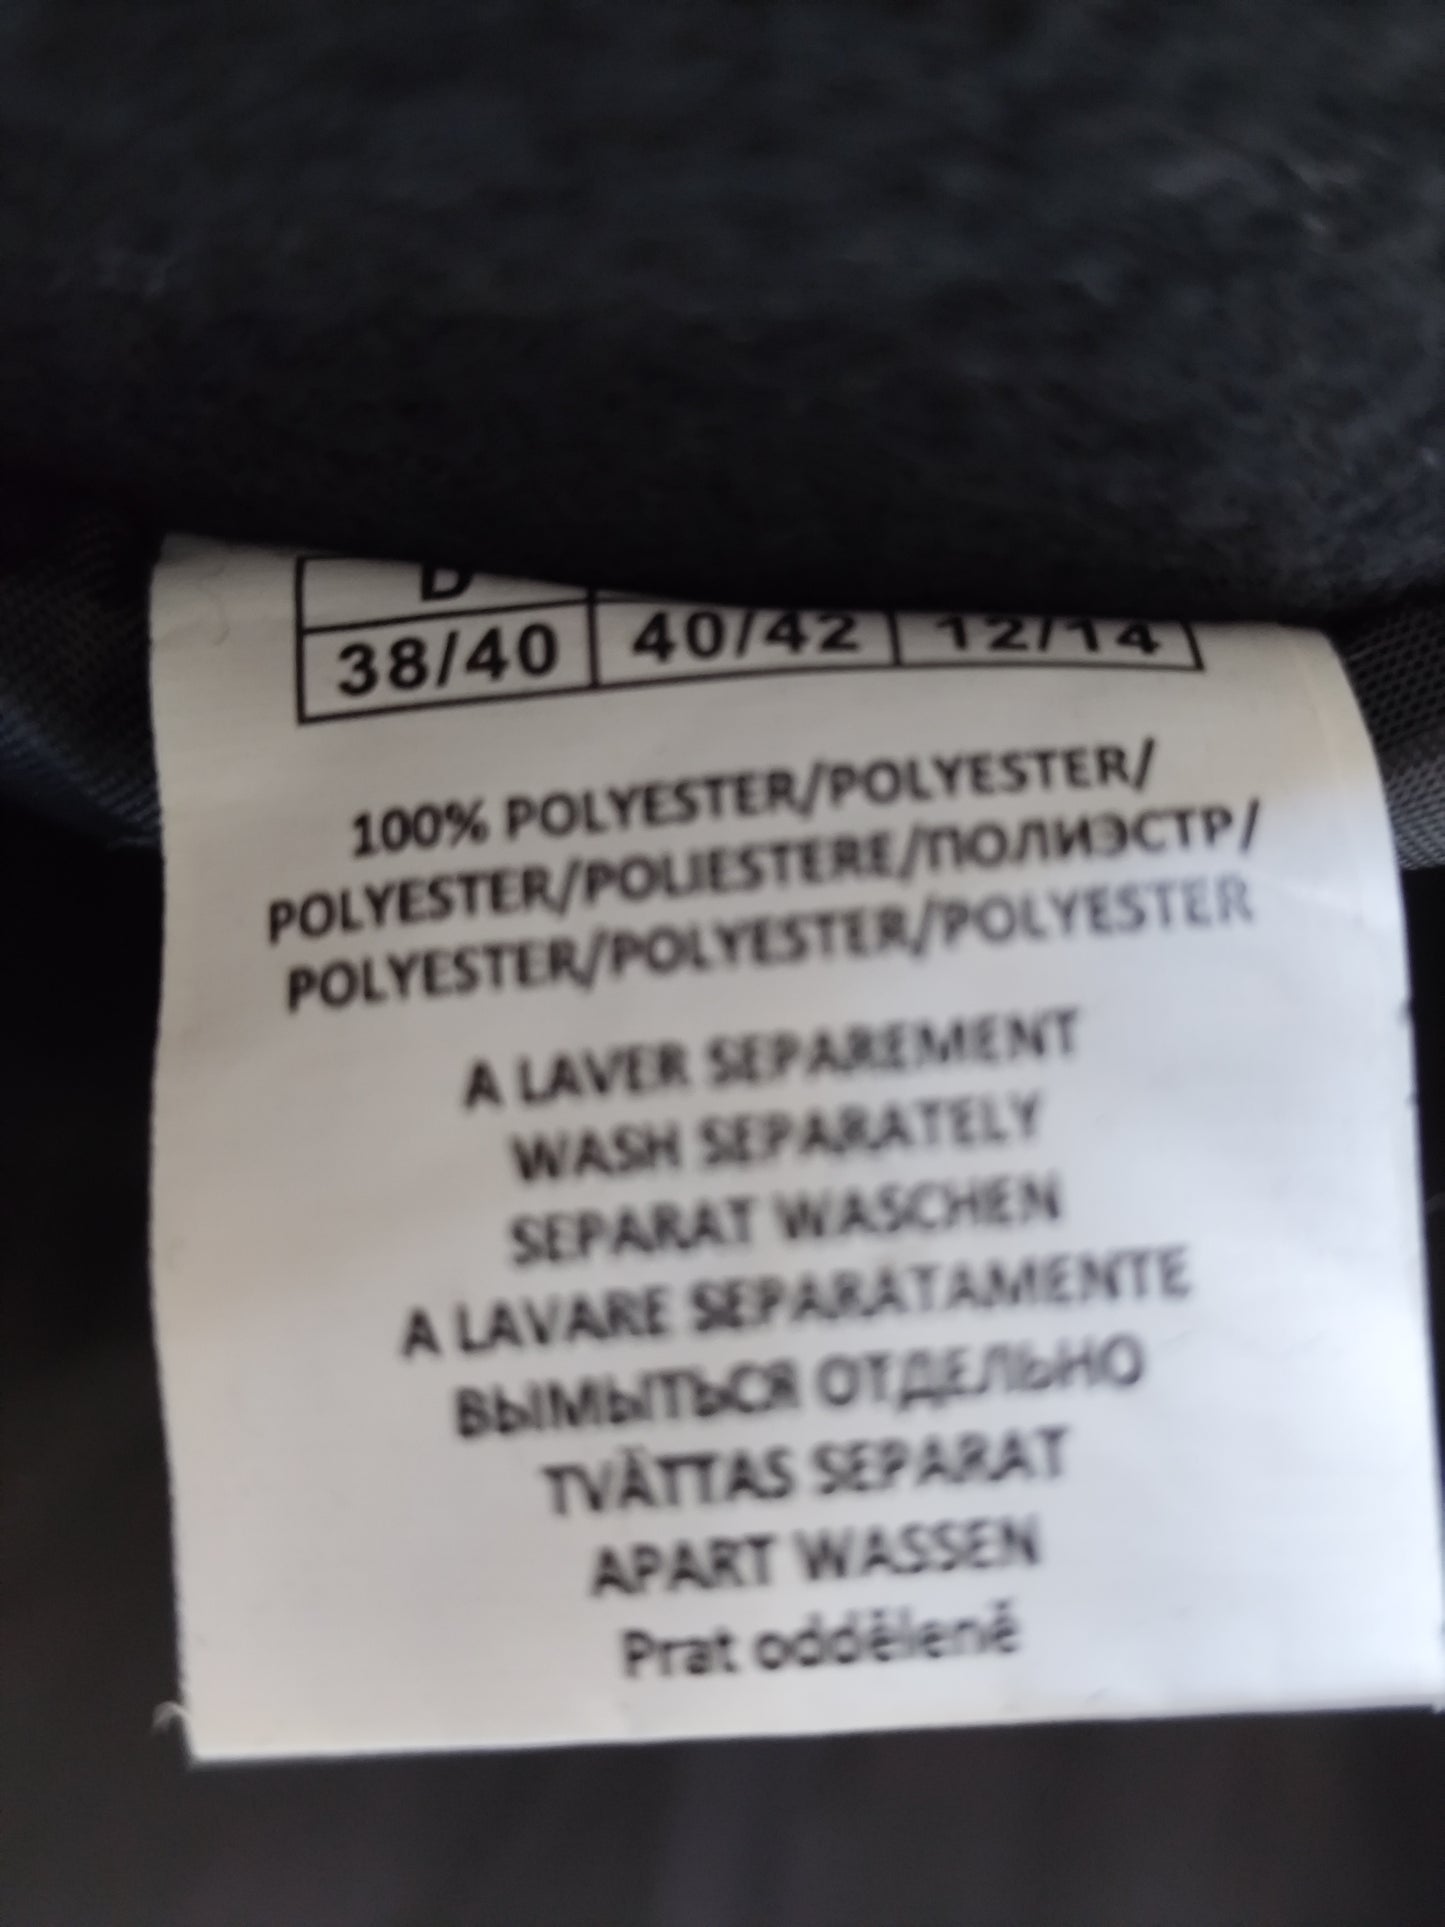 D
38/40 40/42 12/14
100% POLYESTER/POLYESTER/
POLYESTER/POLIESTERE/ПОЛИЭСТР/
POLYESTER/POLYESTER/POLYESTER
A LAVER SEPAREMENT
WASH SEPARATELY
SEPARAT WASCHEN
A LAVARE SEPARATAMENTE
ВЫМЫТЬСЯ ОТДЕЛЬНО
TVÄTTAS SEPARAT
APART WASSEN
Prat odděleně